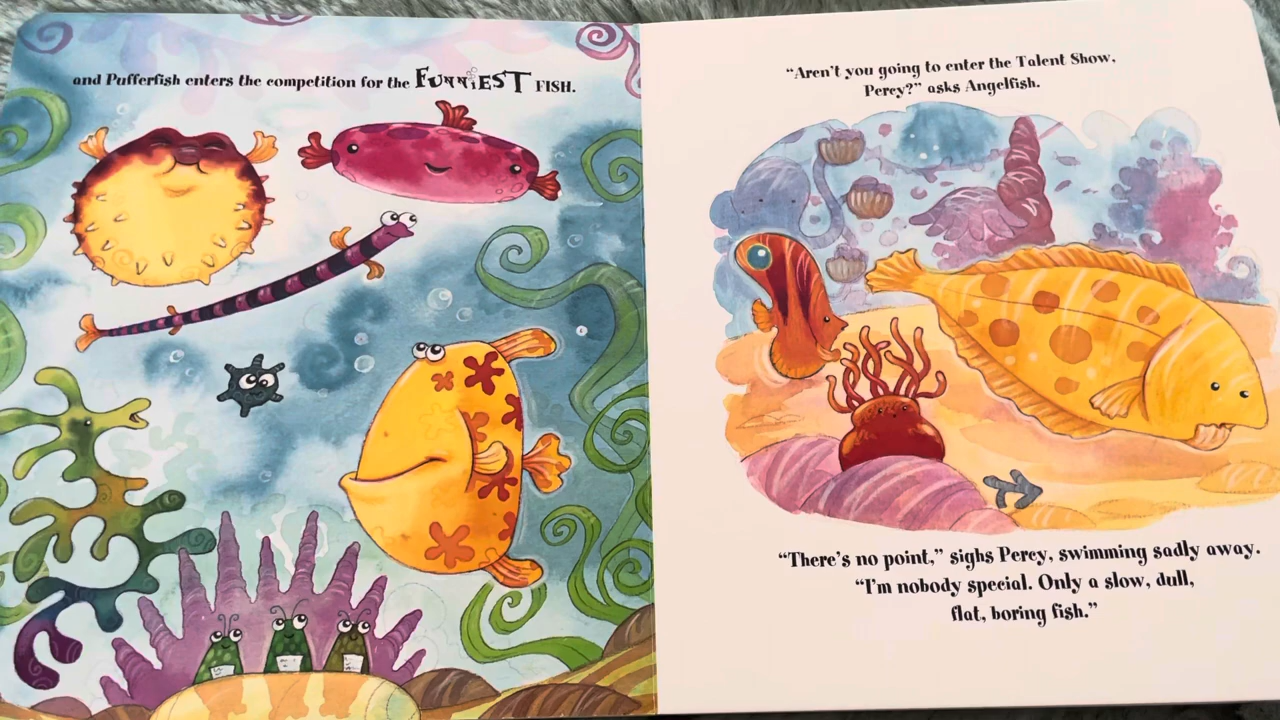 and Pufferfish enters the competition for the FUNNiEST FISH.
“Aren’t you going to enter the Talent Show,
Percy?” asks Angelfish.
“There’s no point,” sighs Percy, swimming sadly away.
“I’m nobody special. Only a slow, dull,
flat, boring fish.”